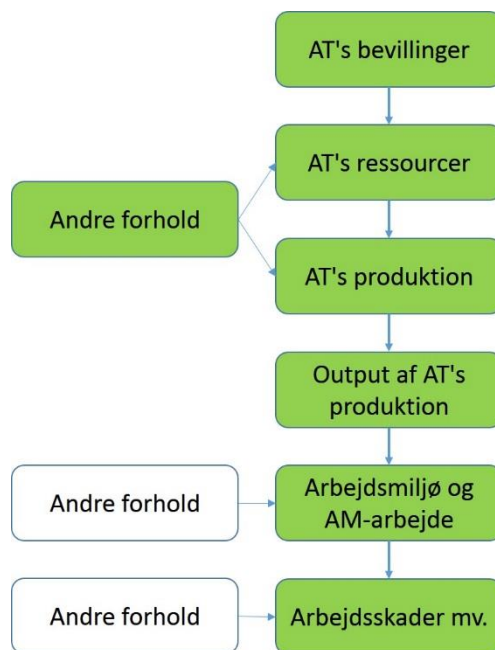 AT's bevillinger
AT's ressourcer
Andre forhold
AT's produktion
Output af AT's
produktion
Andre forhold
Arbejdsmiljø og
AM-arbejde
Andre forhold
Arbejdsskader mv.